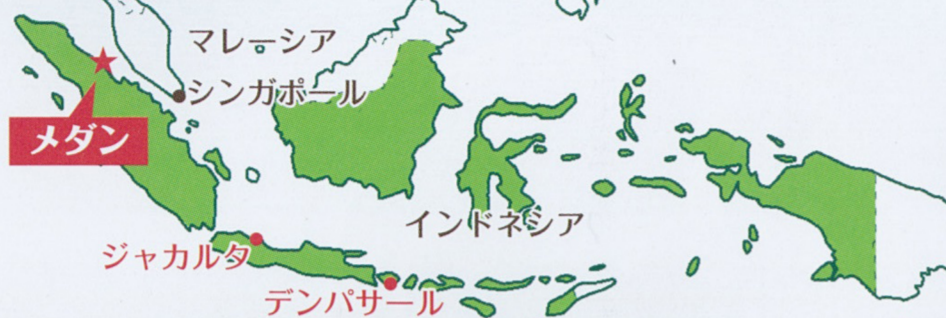 マレーシア
シンガポール
メダン
インドネシア
ジャカルタ
デンパサール